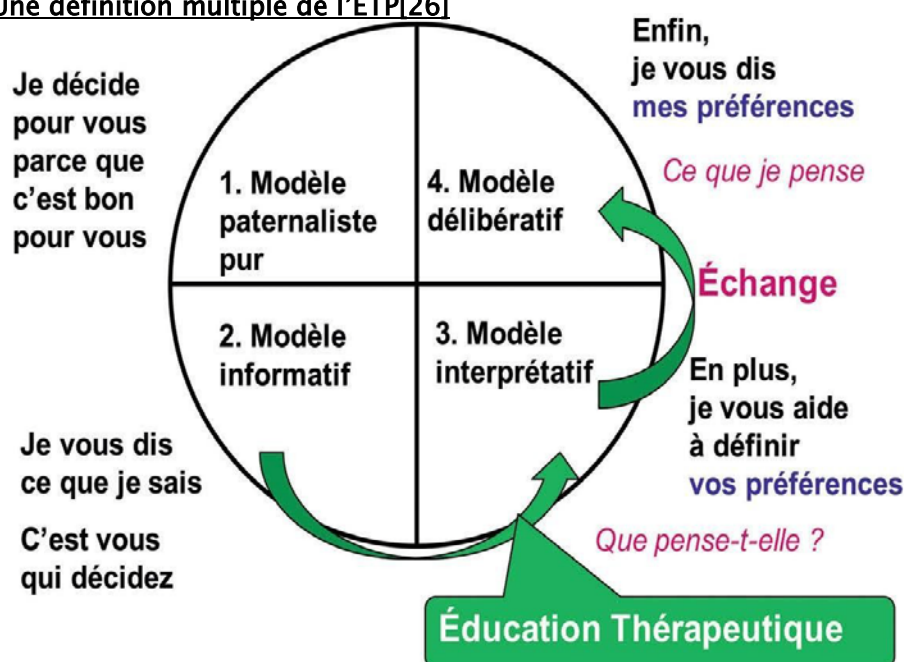 Une définition multiple de l'ETP[26]
Je décide
pour vous
parce que
c'est bon
pour vous
1. Modèle
paternaliste
pur
4. Modèle
délibératif
Enfin,
je vous dis
mes préférences
Ce que je pense
Échange
2. Modèle
informatif
3. Modèle
interprétatif
En plus,
je vous aide
à définir
vos préférences
Que pense-t-elle ?
Je vous dis
ce que je sais
C'est vous
qui décidez
Éducation Thérapeutique